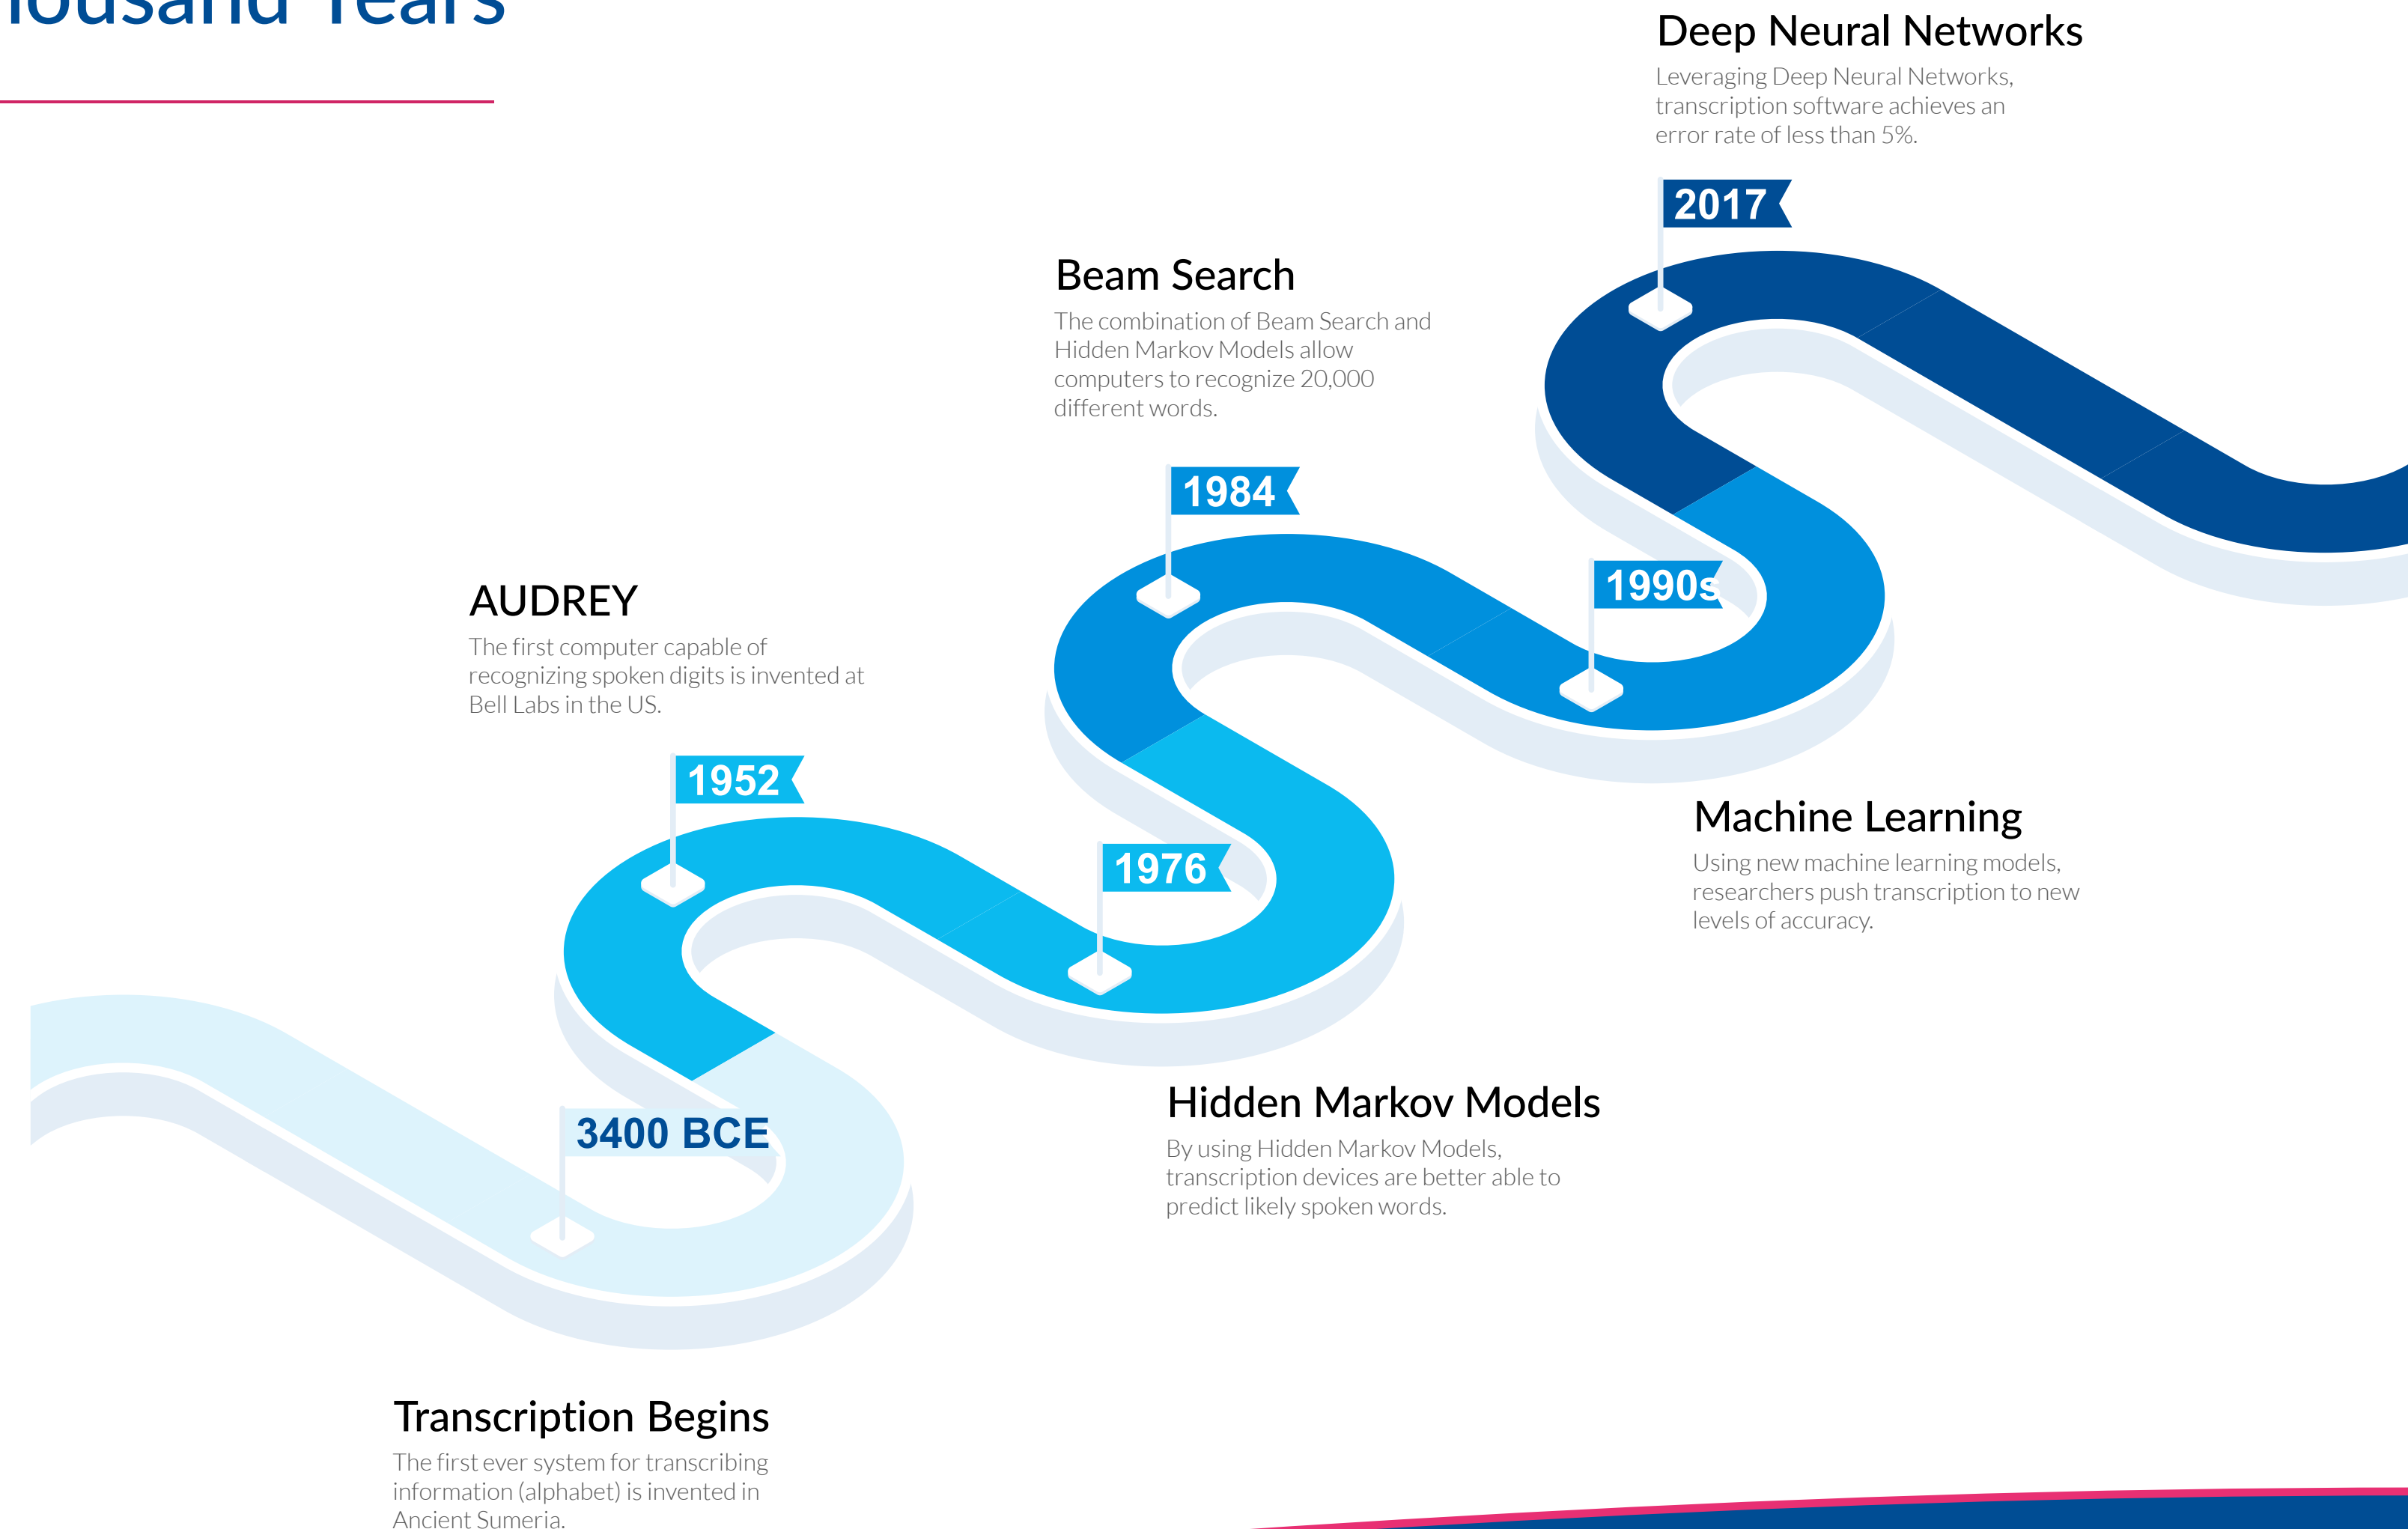 Years
Deep Neural Networks
Leveraging Deep Neural Networks,
transcription software achieves an
error rate of less than 5%.
2017
Beam Search
The combination of Beam Search and
Hidden Markov Models allow
computers to recognize 20,000
different words.
1984
1990s
AUDREY
The first computer capable of
recognizing spoken digits is invented at
Bell Labs in the US.
1952
1976
Machine Learning
Using new machine learning models,
researchers push transcription to new
levels of accuracy.
3400 BCE
Hidden Markov Models
By using Hidden Markov Models,
transcription devices are better able to
predict likely spoken words.
Transcription Begins
The first ever system for transcribing
information (alphabet) is invented in
Ancient Sumeria.